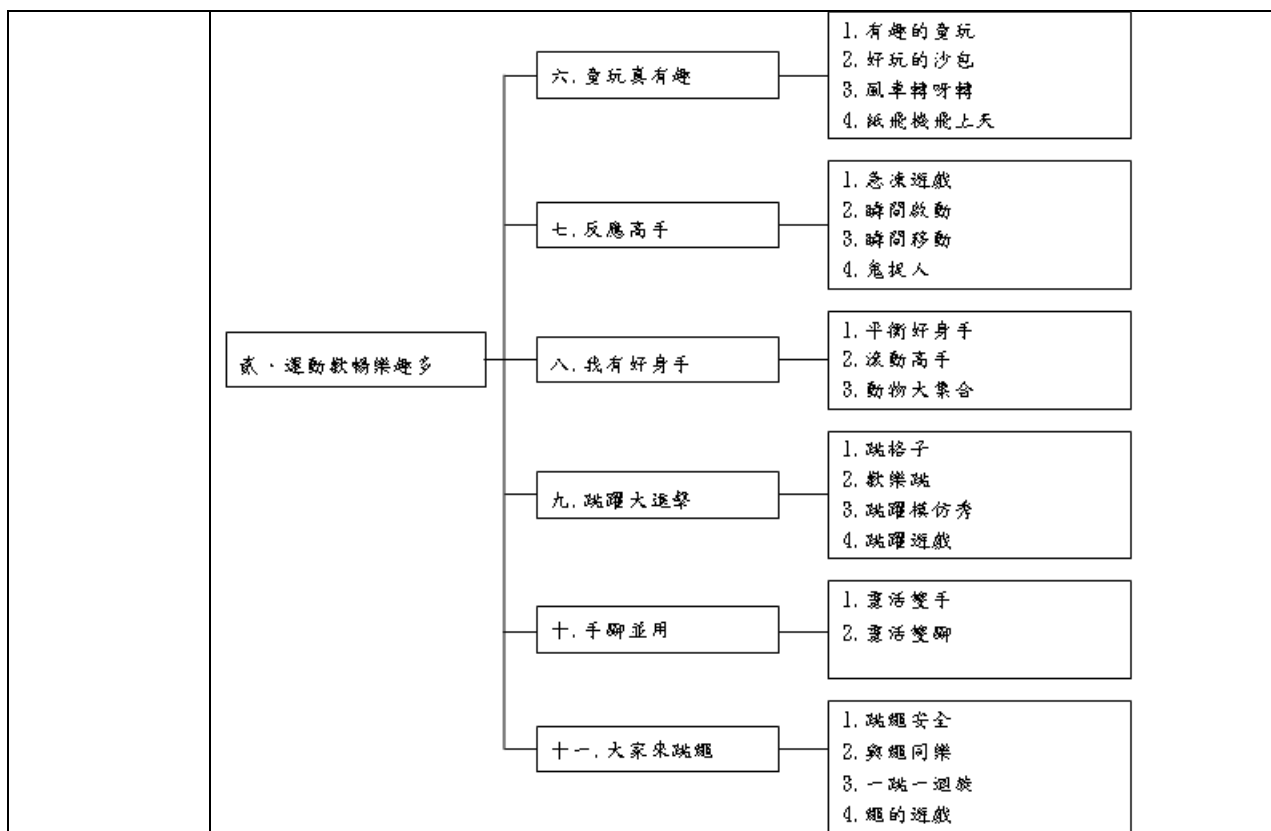 貳、運動歡暢樂趣多
六. 童玩真有趣
1. 有趣的童玩
2. 好玩的沙包
3. 風車轉呀轉
4. 紙飛機飛上天
七. 反應高手
1. 急凍遊戲
2. 瞬間啟動
3. 瞬間移動
4. 鬼捉人
八. 我有好身手
1. 平衡好身手
2. 滾動高手
3. 動物大集合
九. 跳躍大進擊
1. 跳格子
2. 歡樂跳
3. 跳躍模仿秀
4. 跳躍遊戲
十. 手腳並用
1. 靈活雙手
2. 靈活雙腳
十一. 大家來跳繩
1. 跳繩安全
2. 與繩同樂
3. 一跳一迴旋
4. 繩的遊戲